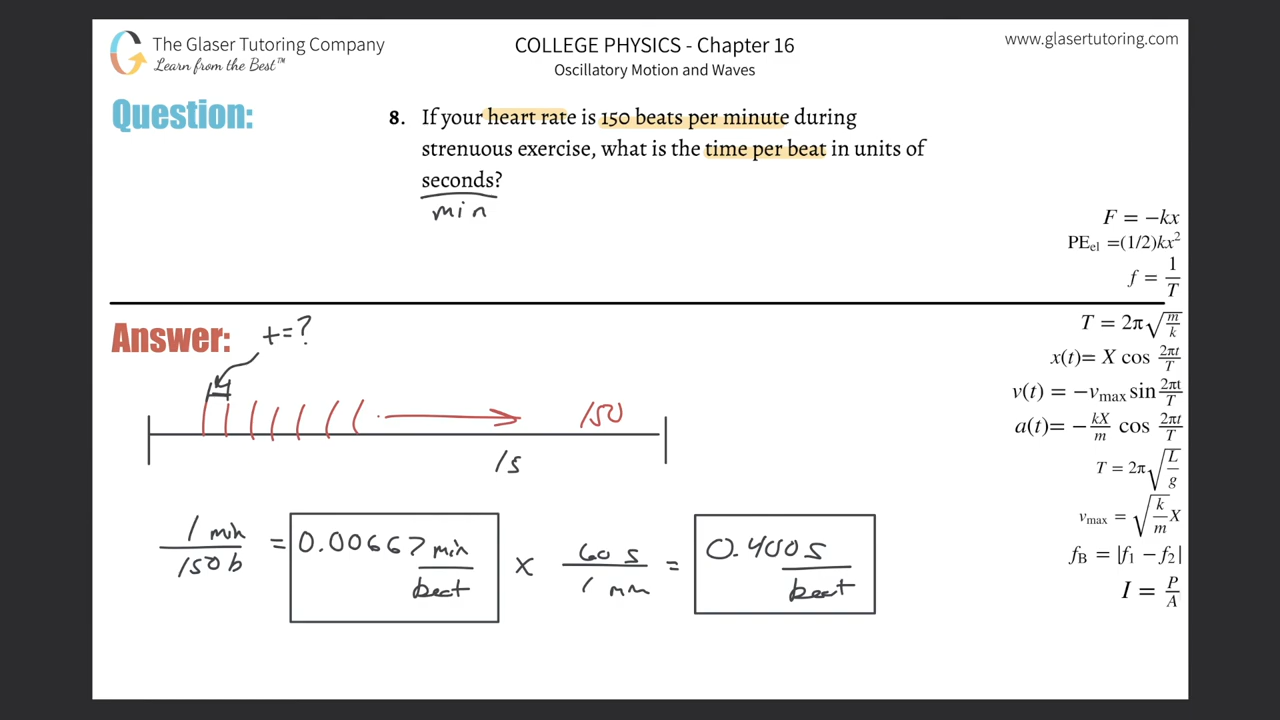 The Glaser Tutoring Company
Learn from the Best™
COLLEGE PHYSICS - Chapter 16
Oscillatory Motion and Waves
www.glasertutoring.com
Question:
8. If your heart rate is 150 beats per minute during
strenuous exercise, what is the time per beat in units of
seconds?
min
F = −kx
PEel =(1/2)kx²
f = 1/T
Answer:
t=?
150
1s
T = 2π√(m/k)
x(t)= X cos 2πt/T
v(t) = −vmax sin 2πt/T
a(t)= −kX/m cos 2πt/T
T = 2π√(L/g)
vmax = √(k/m)X
fB = |f1 − f2|
I = P/A
1 min/150 b = 0.00667 min/beat x 60 s/1 min = 0.400 s/beat